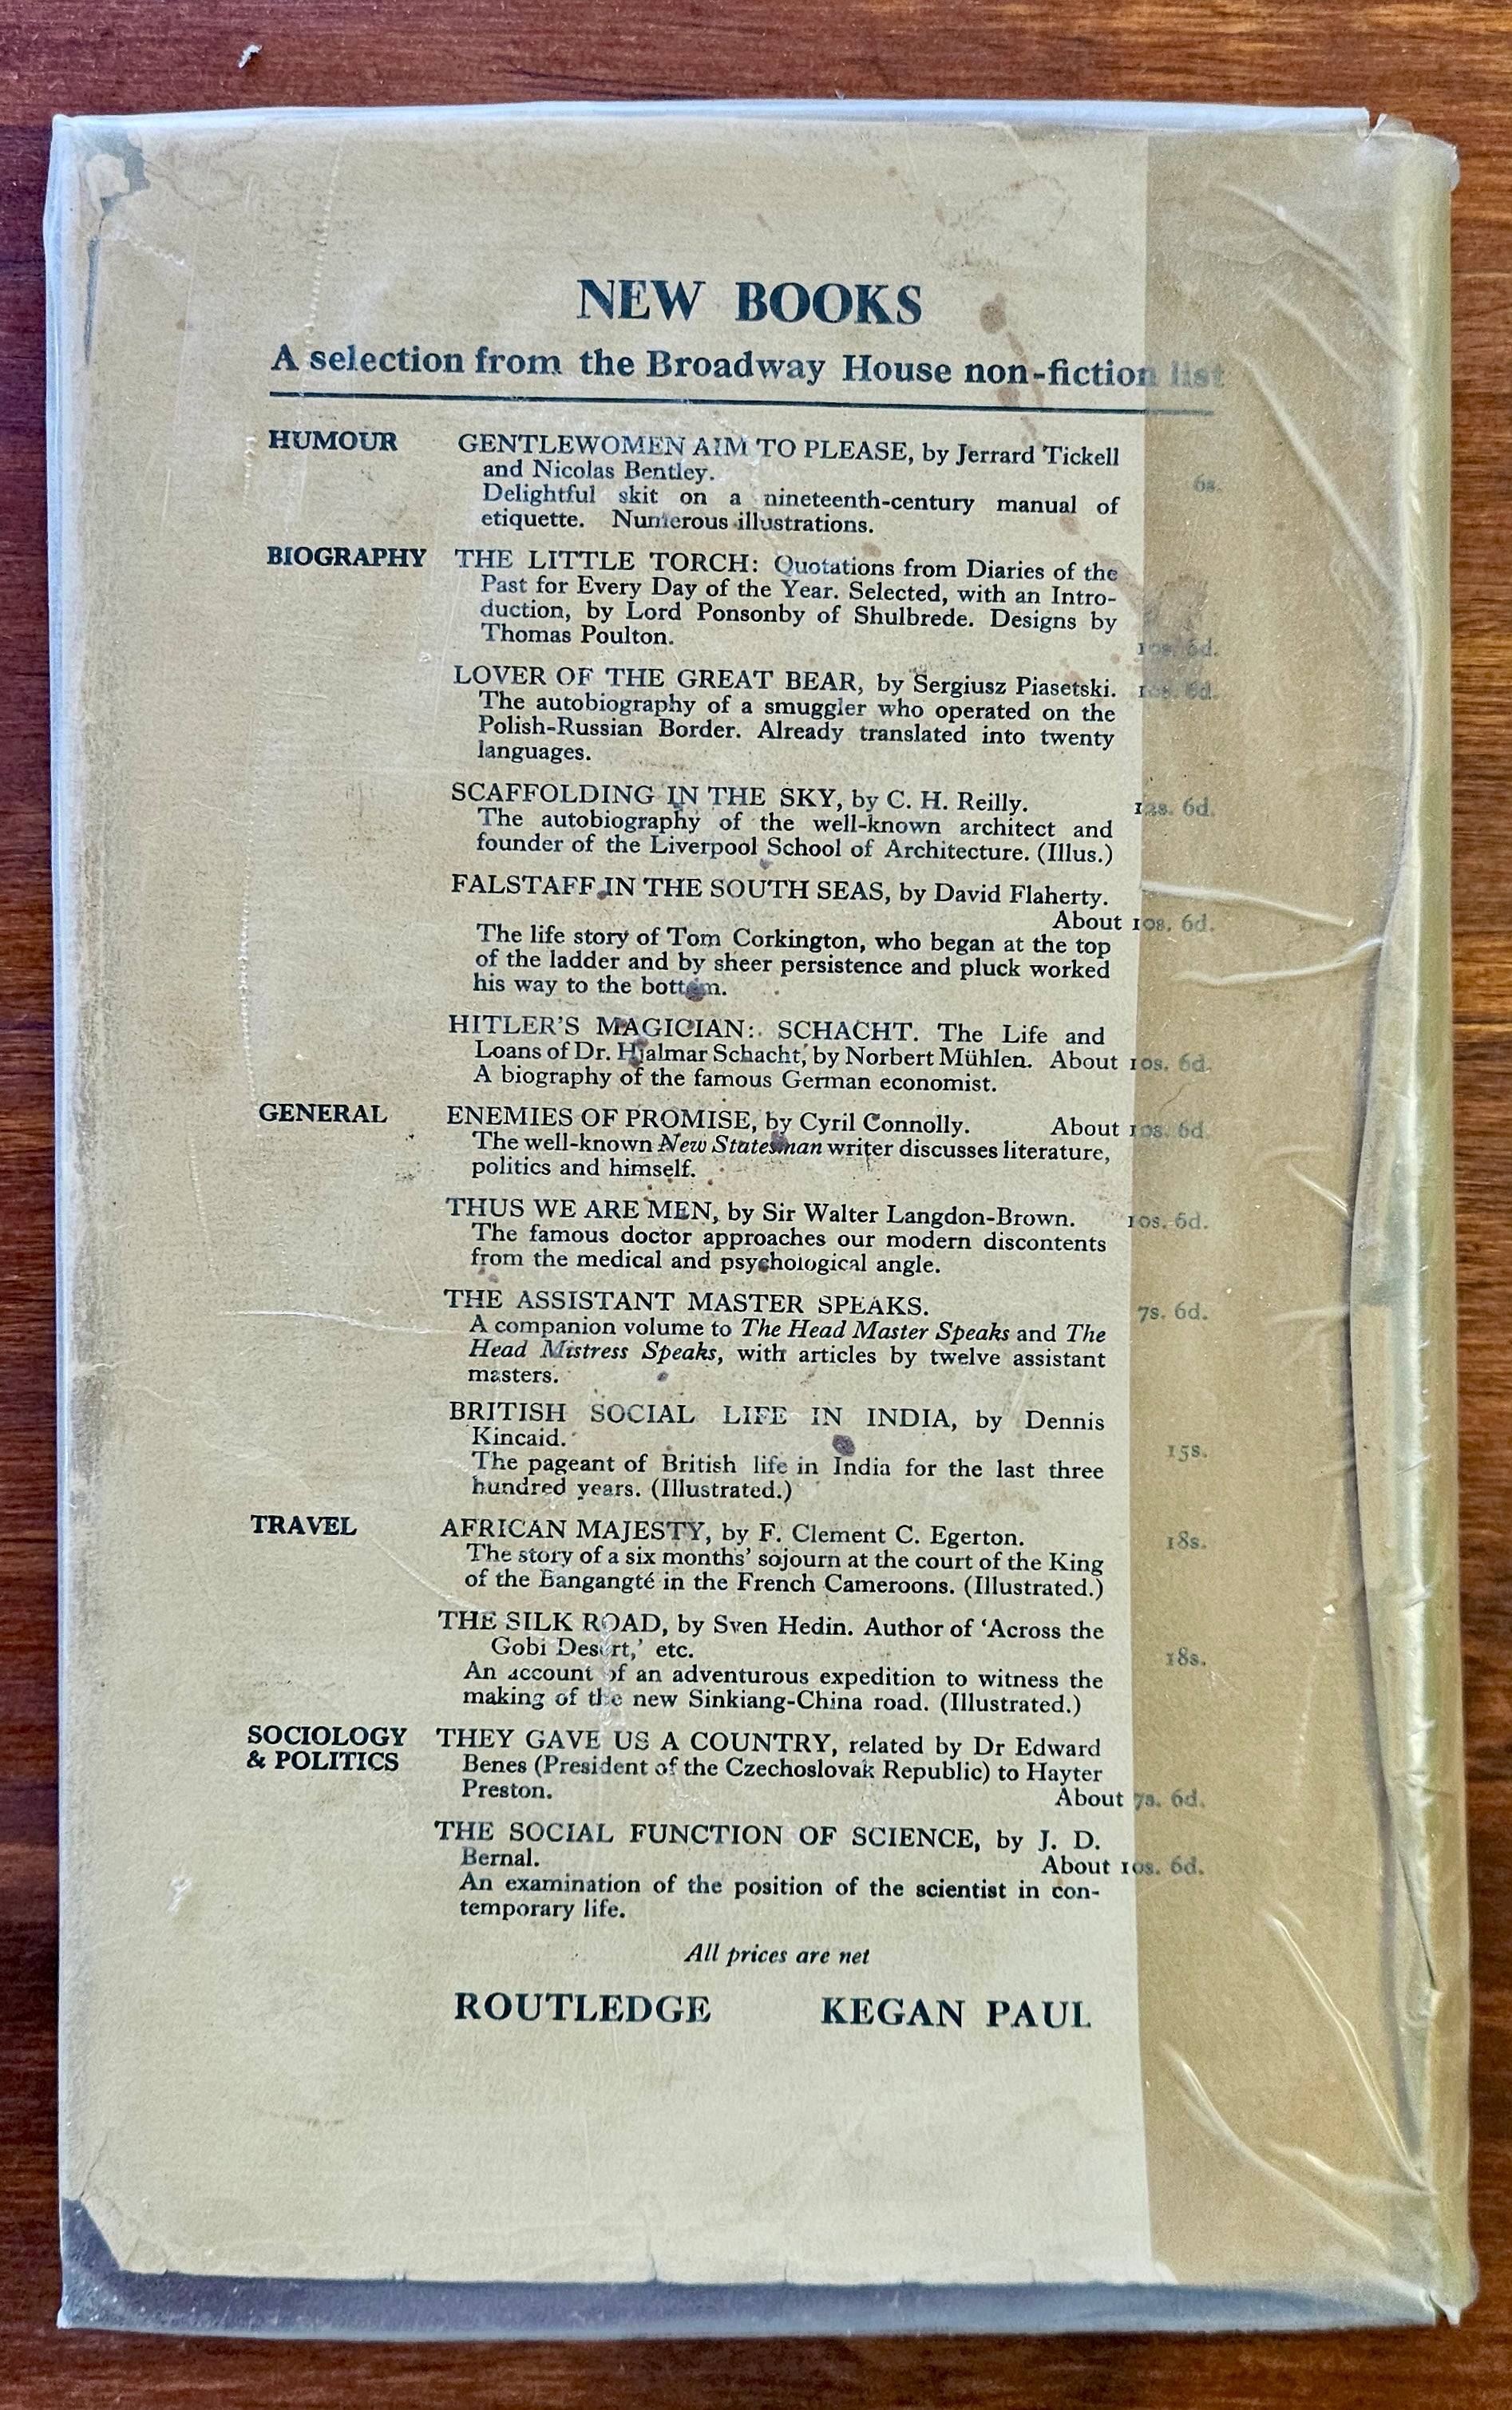 NEW BOOKS
A selection from the Broadway House non-fiction list
HUMOUR GENTLEWOMEN AIM TO PLEASE, by Jerrard Tickell
and Nicolas Bentley. 6s.
Delightful skit on a nineteenth-century manual of
etiquette. Numerous illustrations.
BIOGRAPHY THE LITTLE TORCH: Quotations from Diaries of the
Past for Every Day of the Year. Selected, with an Intro-
duction, by Lord Ponsonby of Shulbrede. Designs by
Thomas Poulton. 10s. 6d.
LOVER OF THE GREAT BEAR, by Sergiusz Piasetski. 10s. 6d.
The autobiography of a smuggler who operated on the
Polish-Russian Border. Already translated into twenty
languages.
SCAFFOLDING IN THE SKY, by C. H. Reilly. 12s. 6d.
The autobiography of the well-known architect and
founder of the Liverpool School of Architecture. (Illus.)
FALSTAFF IN THE SOUTH SEAS, by David Flaherty.
About 10s. 6d.
The life story of Tom Corkington, who began at the top
of the ladder and by sheer persistence and pluck worked
his way to the bottom.
HITLER'S MAGICIAN: SCHACHT. The Life and
Loans of Dr. Hjalmar Schacht, by Norbert Mühlen. About 10s. 6d.
A biography of the famous German economist.
GENERAL ENEMIES OF PROMISE, by Cyril Connolly. About 10s. 6d
The well-known New Statesman writer discusses literature,
politics and himself.
THUS WE ARE MEN, by Sir Walter Langdon-Brown. 10s. 6d.
The famous doctor approaches our modern discontents
from the medical and psychological angle.
THE ASSISTANT MASTER SPEAKS. 7s. 6d.
A companion volume to The Head Master Speaks and The
Head Mistress Speaks, with articles by twelve assistant
masters.
BRITISH SOCIAL LIFE IN INDIA, by Dennis
Kincaid. 15s.
The pageant of British life in India for the last three
hundred years. (Illustrated.)
TRAVEL AFRICAN MAJESTY, by F. Clement C. Egerton. 18s.
The story of a six months' sojourn at the court of the King
of the Bangangté in the French Cameroons. (Illustrated.)
THE SILK ROAD, by Sven Hedin. Author of 'Across the
Gobi Desert,' etc. 18s.
An account of an adventurous expedition to witness the
making of the new Sinkiang-China road. (Illustrated.)
SOCIOLOGY & POLITICS THEY GAVE US A COUNTRY, related by Dr Edward
Benes (President of the Czechoslovak Republic) to Hayter
Preston. About 7s. 6d.
THE SOCIAL FUNCTION OF SCIENCE, by J. D.
Bernal. About 10s. 6d.
An examination of the position of the scientist in con-
temporary life.
All prices are net
ROUTLEDGE KEGAN PAUL